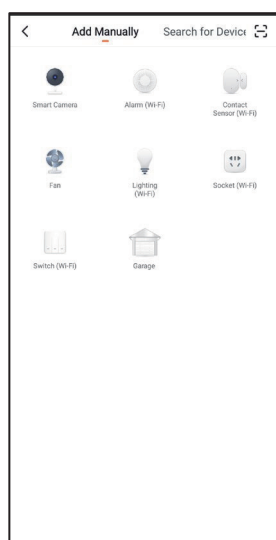 Add Manually
Search for Device
Smart Camera
Alarm (Wi-Fi)
Contact
Sensor (Wi-Fi)
Fan
Lighting
(Wi-Fi)
Socket (Wi-Fi)
Switch (Wi-Fi)
Garage